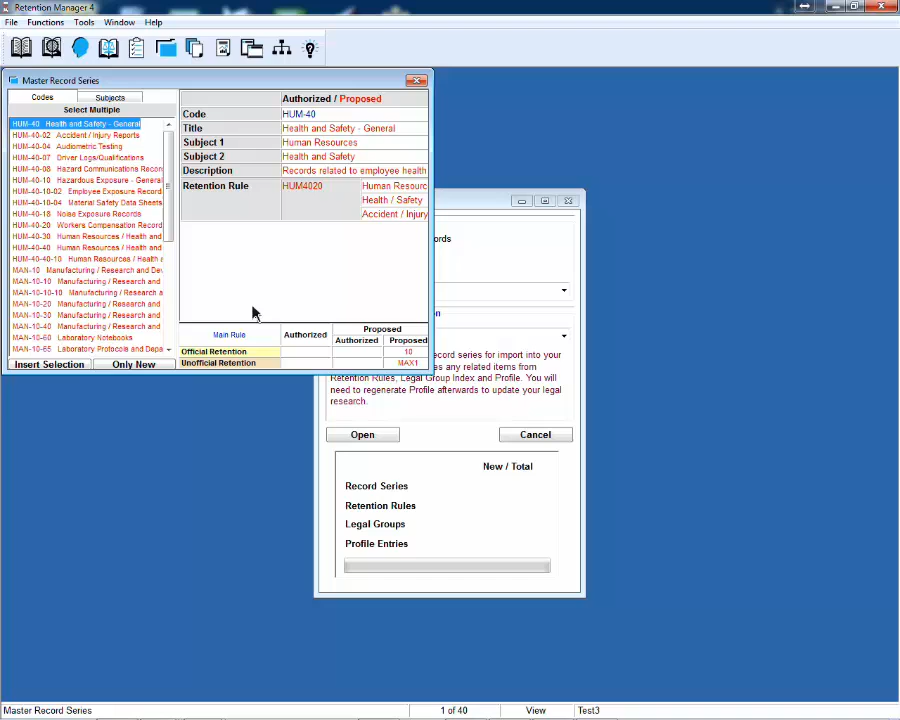 Retention Manager 4
File Functions Tools Window Help
Master Record Series
Codes Subjects
Select Multiple
HUM-40 Health and Safety - General
HUM-40-02 Accident / Injury Reports
HUM-40-04 Audiometric Testing
HUM-40-07 Driver Logs/Qualifications
HUM-40-08 Hazard Communications Recor
HUM-40-10 Hazardous Exposure - General
HUM-40-10-02 Employee Exposure Record
HUM-40-10-04 Material Safety Data Sheets
HUM-40-18 Noise Exposure Records
HUM-40-20 Workers Compensation Record
HUM-40-30 Human Resources / Health and
HUM-40-40 Human Resources / Health and
HUM-40-40-10 Human Resources / Health a
MAN-10 Manufacturing / Research and Dev
MAN-10-10 Manufacturing / Research and
MAN-10-10-10 Manufacturing / Research and
MAN-10-20 Manufacturing / Research and
MAN-10-30 Manufacturing / Research and
MAN-10-40 Manufacturing / Research and
MAN-10-60 Laboratory Notebooks
MAN-10-65 Laboratory Protocols and Depa
Insert Selection Only New
Authorized / Proposed
Code HUM-40
Title Health and Safety - General
Subject 1 Human Resources
Subject 2 Health and Safety
Description Records related to employee health
Retention Rule HUM4020 Human Resourc
Health / Safety
Accident / Injury
Main Rule Authorized Proposed
Authorized Proposed
Official Retention 10
Unofficial Retention MAX1
ords
on
ecord series for import into your
es any related items from
Retention Rules, Legal Group Index and Profile. You will
need to regenerate Profile afterwards to update your legal
research.
Open Cancel
New / Total
Record Series
Retention Rules
Legal Groups
Profile Entries
Master Record Series 1 of 40 View Test3